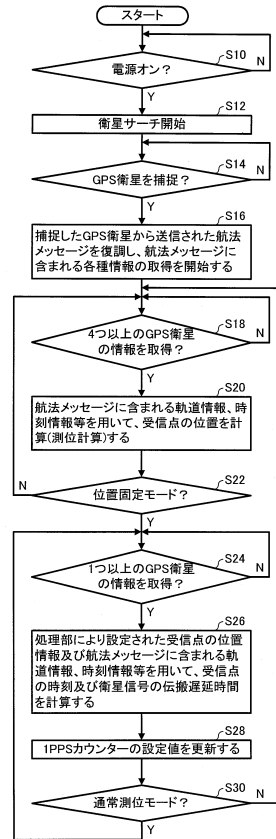 スタート
S10
電源オン?
N
Y
S12
衛星サーチ開始
S14
GPS衛星を捕捉?
N
Y
S16
捕捉したGPS衛星から送信された航法
メッセージを復調し、航法メッセージに
含まれる各種情報の取得を開始する
S18
4つ以上のGPS衛星
の情報を取得?
N
Y
S20
航法メッセージに含まれる軌道情報、時
刻情報等を用いて、受信点の位置を計
算(測位計算)する
S22
N
位置固定モード?
Y
S24
1つ以上のGPS衛星
の情報を取得?
N
Y
S26
処理部により設定された受信点の位置
情報及び航法メッセージに含まれる軌
道情報、時刻情報等を用いて、受信点
の時刻及び衛星信号の伝搬遅延時間
を計算する
S28
1PPSカウンターの設定値を更新する
S30
通常測位モード?
N
Y